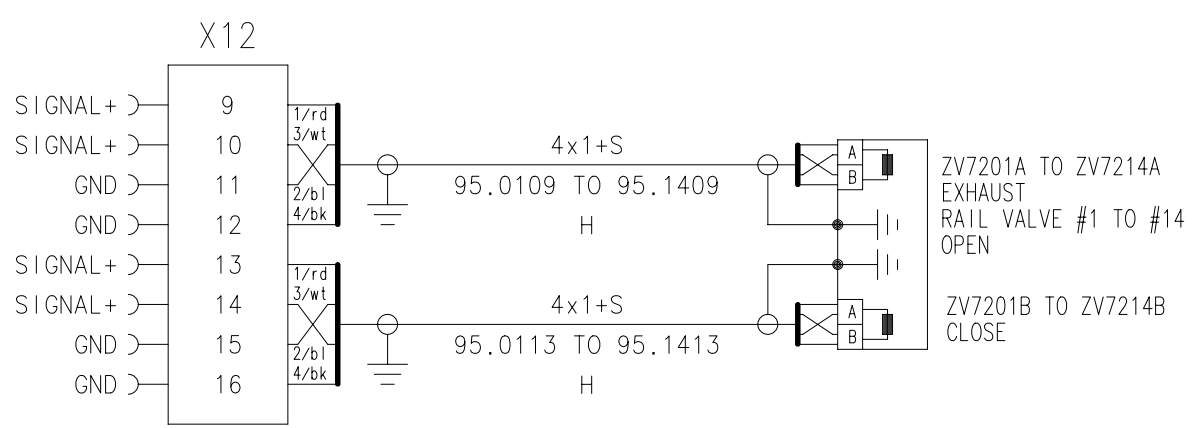 X12
SIGNAL+ 9
1/rd
SIGNAL+ 10
3/wt
GND 11
2/bl
GND 12
4/bk
4x1+S
95.0109 TO 95.1409
H
A
B
ZV7201A TO ZV7214A
EXHAUST
RAIL VALVE #1 TO #14
OPEN
SIGNAL+ 13
1/rd
SIGNAL+ 14
3/wt
GND 15
2/bl
GND 16
4/bk
4x1+S
95.0113 TO 95.1413
H
A
B
ZV7201B TO ZV7214B
CLOSE